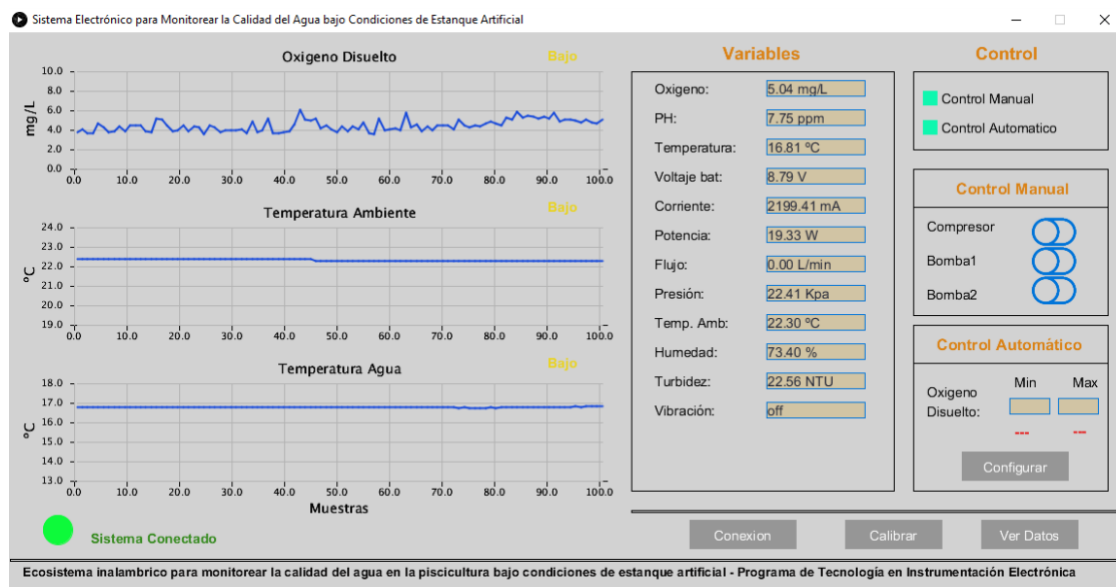 Sistema Electrónico para Monitorear la Calidad del Agua bajo Condiciones de Estanque Artificial
Oxigeno Disuelto
Bajo
10.0
8.0
6.0
4.0
2.0
0.0
mg/L
0.0 10.0 20.0 30.0 40.0 50.0 60.0 70.0 80.0 90.0 100.0
Temperatura Ambiente
Bajo
24.0
23.0
22.0
21.0
20.0
19.0
ºC
0.0 10.0 20.0 30.0 40.0 50.0 60.0 70.0 80.0 90.0 100.0
Temperatura Agua
Bajo
18.0
17.0
16.0
15.0
14.0
13.0
ºC
0.0 10.0 20.0 30.0 40.0 50.0 60.0 70.0 80.0 90.0 100.0
Muestras
Sistema Conectado
Variables
Oxigeno: 5.04 mg/L
PH: 7.75 ppm
Temperatura: 16.81 ºC
Voltaje bat: 8.79 V
Corriente: 2199.41 mA
Potencia: 19.33 W
Flujo: 0.00 L/min
Presión: 22.41 Kpa
Temp. Amb: 22.30 ºC
Humedad: 73.40 %
Turbidez: 22.56 NTU
Vibración: off
Control
Control Manual
Control Automatico
Control Manual
Compresor
Bomba1
Bomba2
Control Automático
Min Max
Oxigeno
Disuelto:
--- ---
Configurar
Conexion Calibrar Ver Datos
Ecosistema inalambrico para monitorear la calidad del agua en la piscicultura bajo condiciones de estanque artificial - Programa de Tecnología en Instrumentación Electrónica